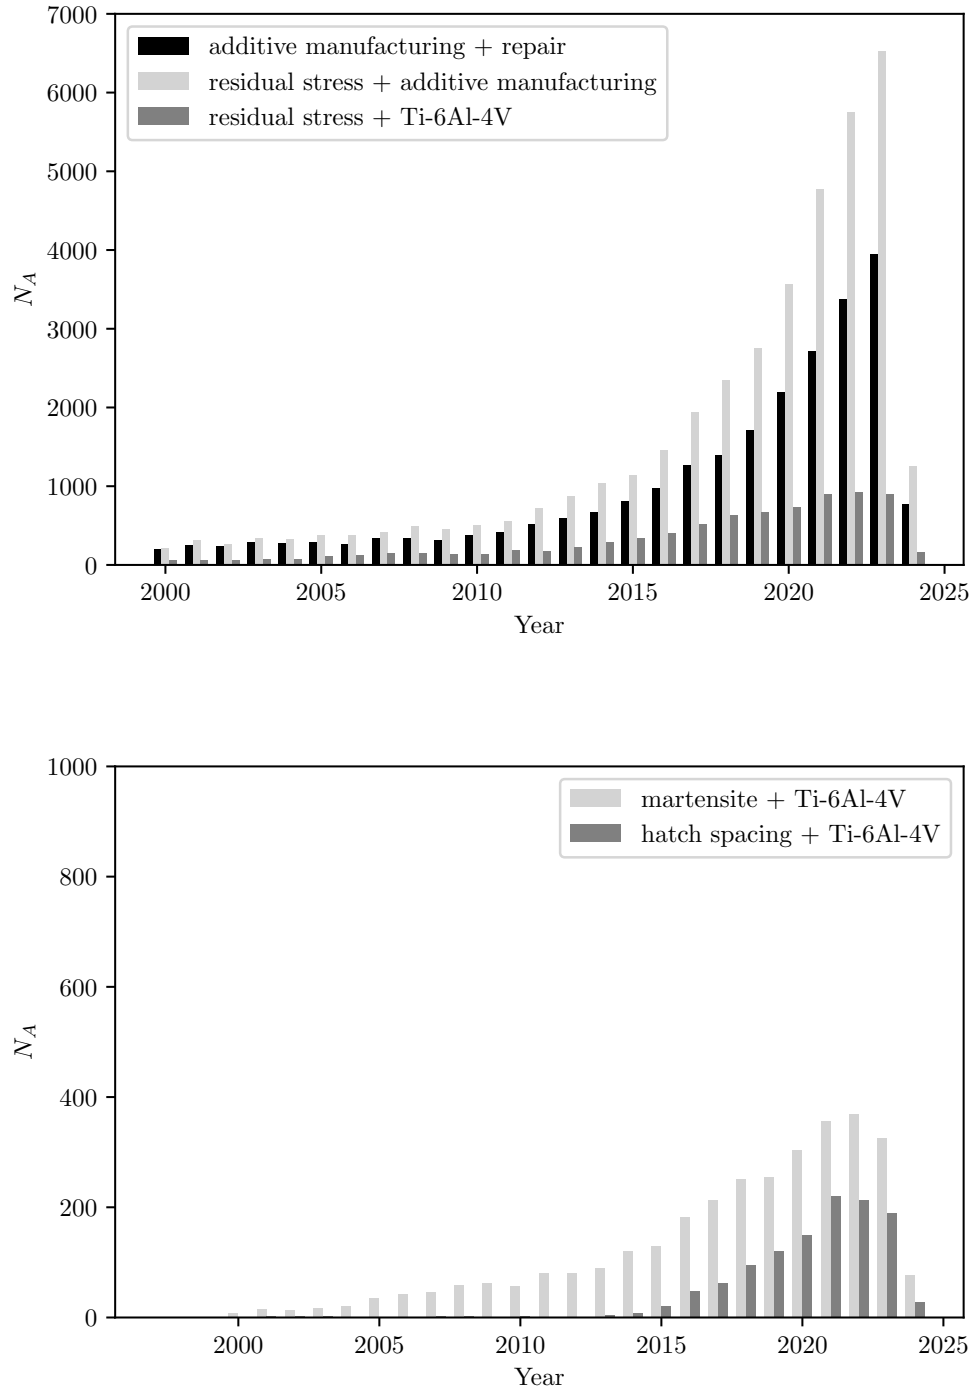 7000
6000
5000
4000
3000
2000
1000
0
N_A
additive manufacturing + repair
residual stress + additive manufacturing
residual stress + Ti-6Al-4V
2000 2005 2010 2015 2020 2025
Year
1000
800
600
400
200
0
N_A
martensite + Ti-6Al-4V
hatch spacing + Ti-6Al-4V
2000 2005 2010 2015 2020 2025
Year